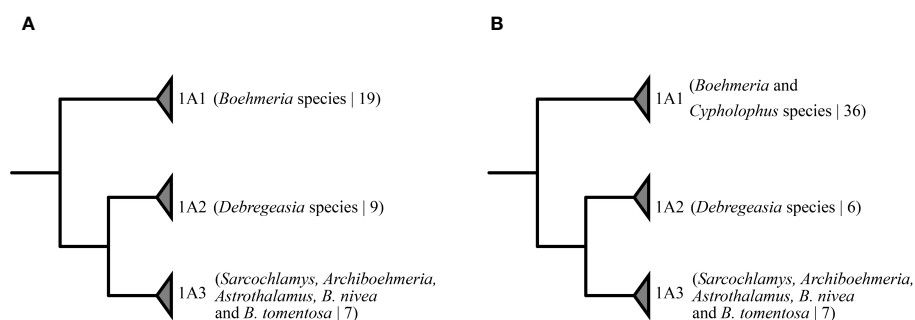 A
1A1 (Boehmeria species | 19)
1A2 (Debregeasia species | 9)
1A3 (Sarcochlamys, Archiboehmeria,
Astrothalamus, B. nivea
and B. tomentosa | 7)
B
1A1 (Boehmeria and
Cypholophus species | 36)
1A2 (Debregeasia species | 6)
1A3 (Sarcochlamys, Archiboehmeria,
Astrothalamus, B. nivea
and B. tomentosa | 7)